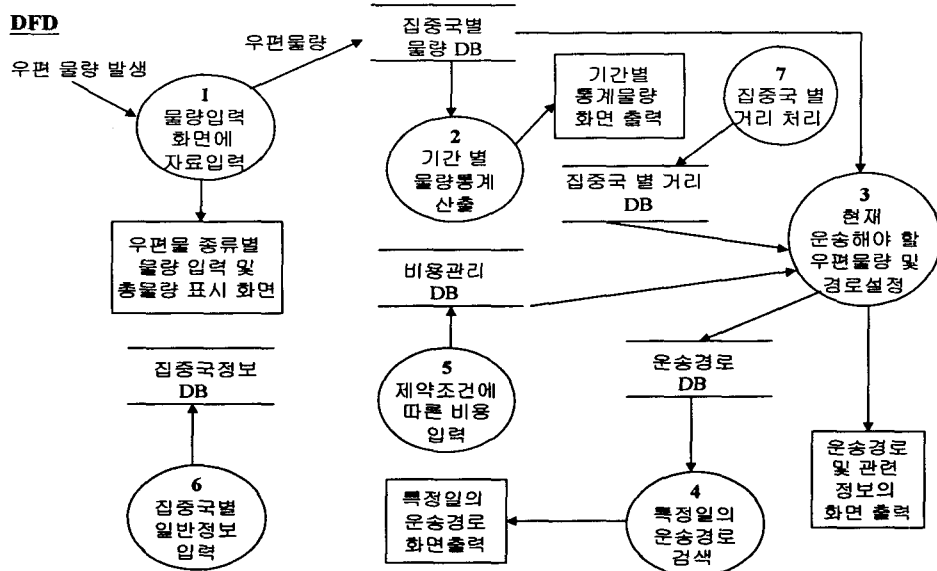 DFD
우편 물량 발생
우편물량
1
물량입력
화면에
자료입력
우편물 종류별
물량 입력 및
총물량 표시 화면
집중국별
물량 DB
2
기간 별
물량통계
산출
기간별
통계물량
화면 출력
7
집중국 별
거리 처리
집중국 별 거리
DB
3
현재
운송해야 할
우편물량 및
경로설정
비용관리
DB
5
제약조건에
따른 비용
입력
집중국정보
DB
6
집중국별
일반정보
입력
운송경로
DB
4
특정일의
운송경로
검색
특정일의
운송경로
화면출력
운송경로
및 관련
정보의
화면 출력